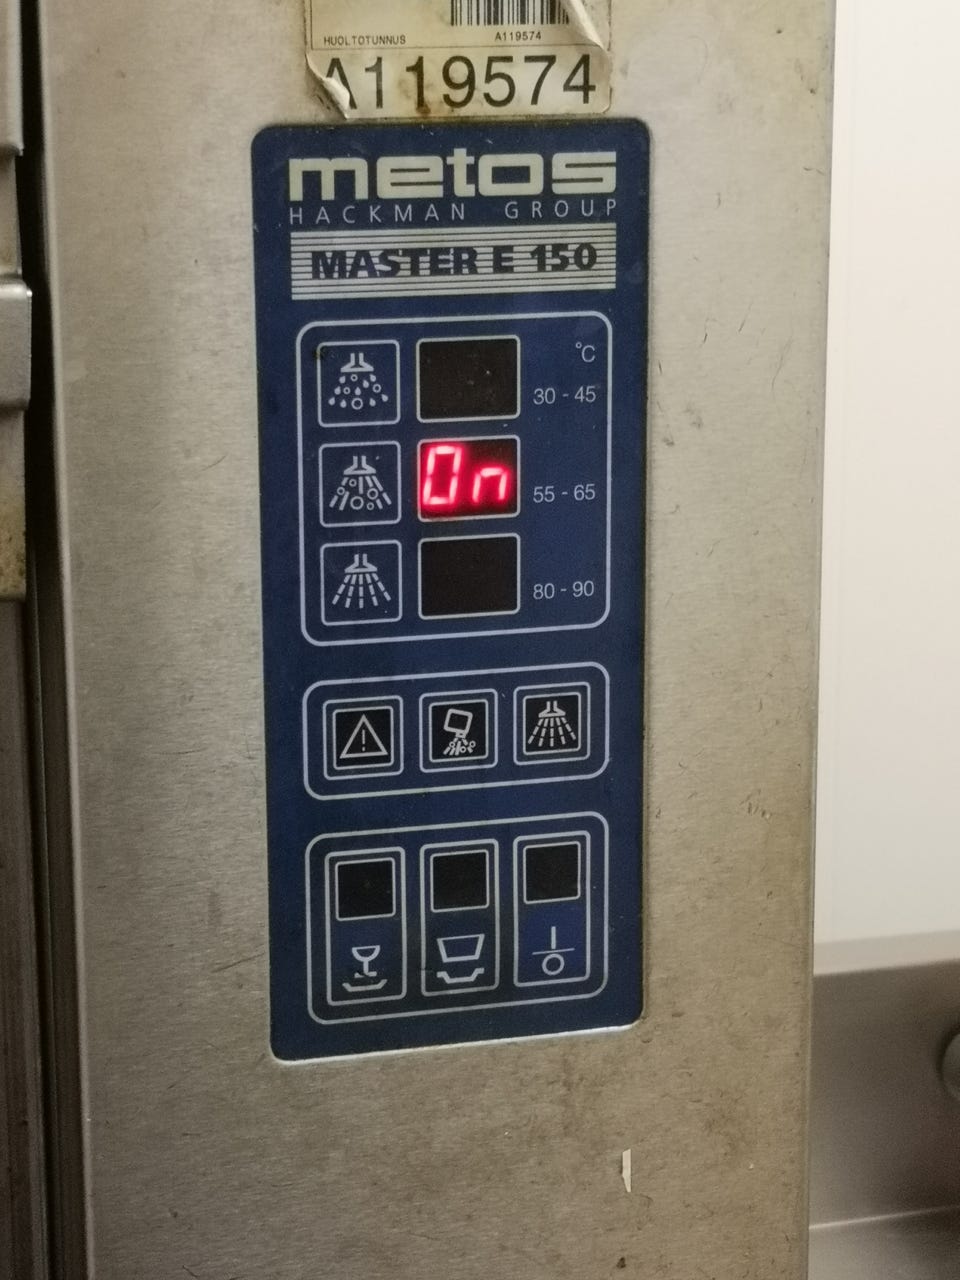 HUOLTOTUNNUS A119574
A119574
metos
HACKMAN GROUP
MASTER E 150
°C
30 - 45
On
55 - 65
80 - 90